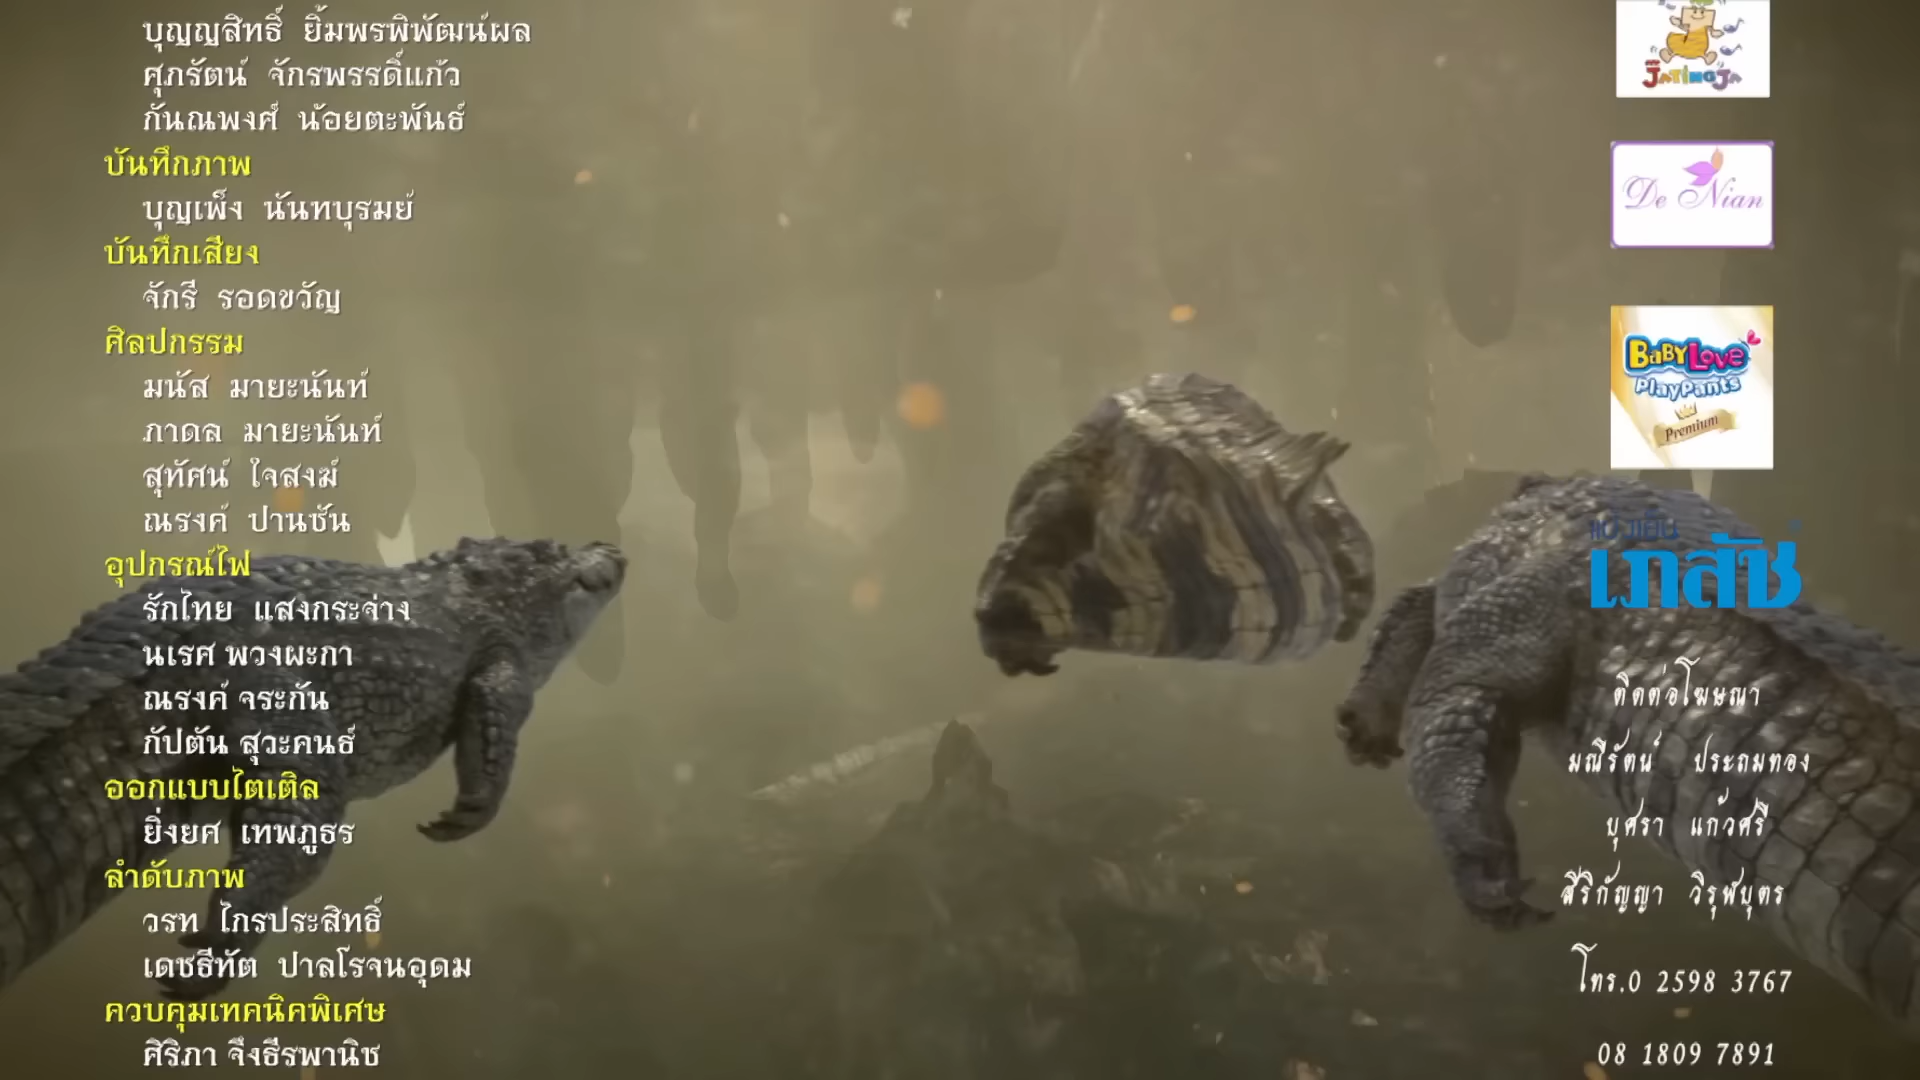 บุญญสิทธิ์ ยิ้มพรพิพัฒน์ผล
ศุภรัตน์ จักรพรรดิ์แก้ว
กันณพงศ์ น้อยตะพันธ์
บันทึกภาพ
บุญเพ็ง นันทบุรมย์
บันทึกเสียง
จักรี รอดขวัญ
ศิลปกรรม
มนัส มายะนันท์
ภาดล มายะนันท์
สุทัศน์ ใจสงฆ์
ณรงค์ ปานซัน
อุปกรณ์ไฟ
รักไทย แสงกระจ่าง
นเรศ พวงผะกา
ณรงค์ จระกัน
กัปตัน สุวะคนธ์
ออกแบบไตเติล
ยิ่งยศ เทพภูธร
ลำดับภาพ
วรท ไกรประสิทธิ์
เดชธีทัต ปาลโรจนอุดม
ควบคุมเทคนิคพิเศษ
ศิริภา จึงธีรพานิช
JATINGJA
De Nian
BaBYLove
PlayPants
Premium
แป้งเย็น
เภสัช
ติดต่อโฆษณา
มณีรัตน์ ประถมทอง
บุศรา แก้วศรี
สิริกัญญา วิรุฬบุตร
โทร.0 2598 3767
08 1809 7891